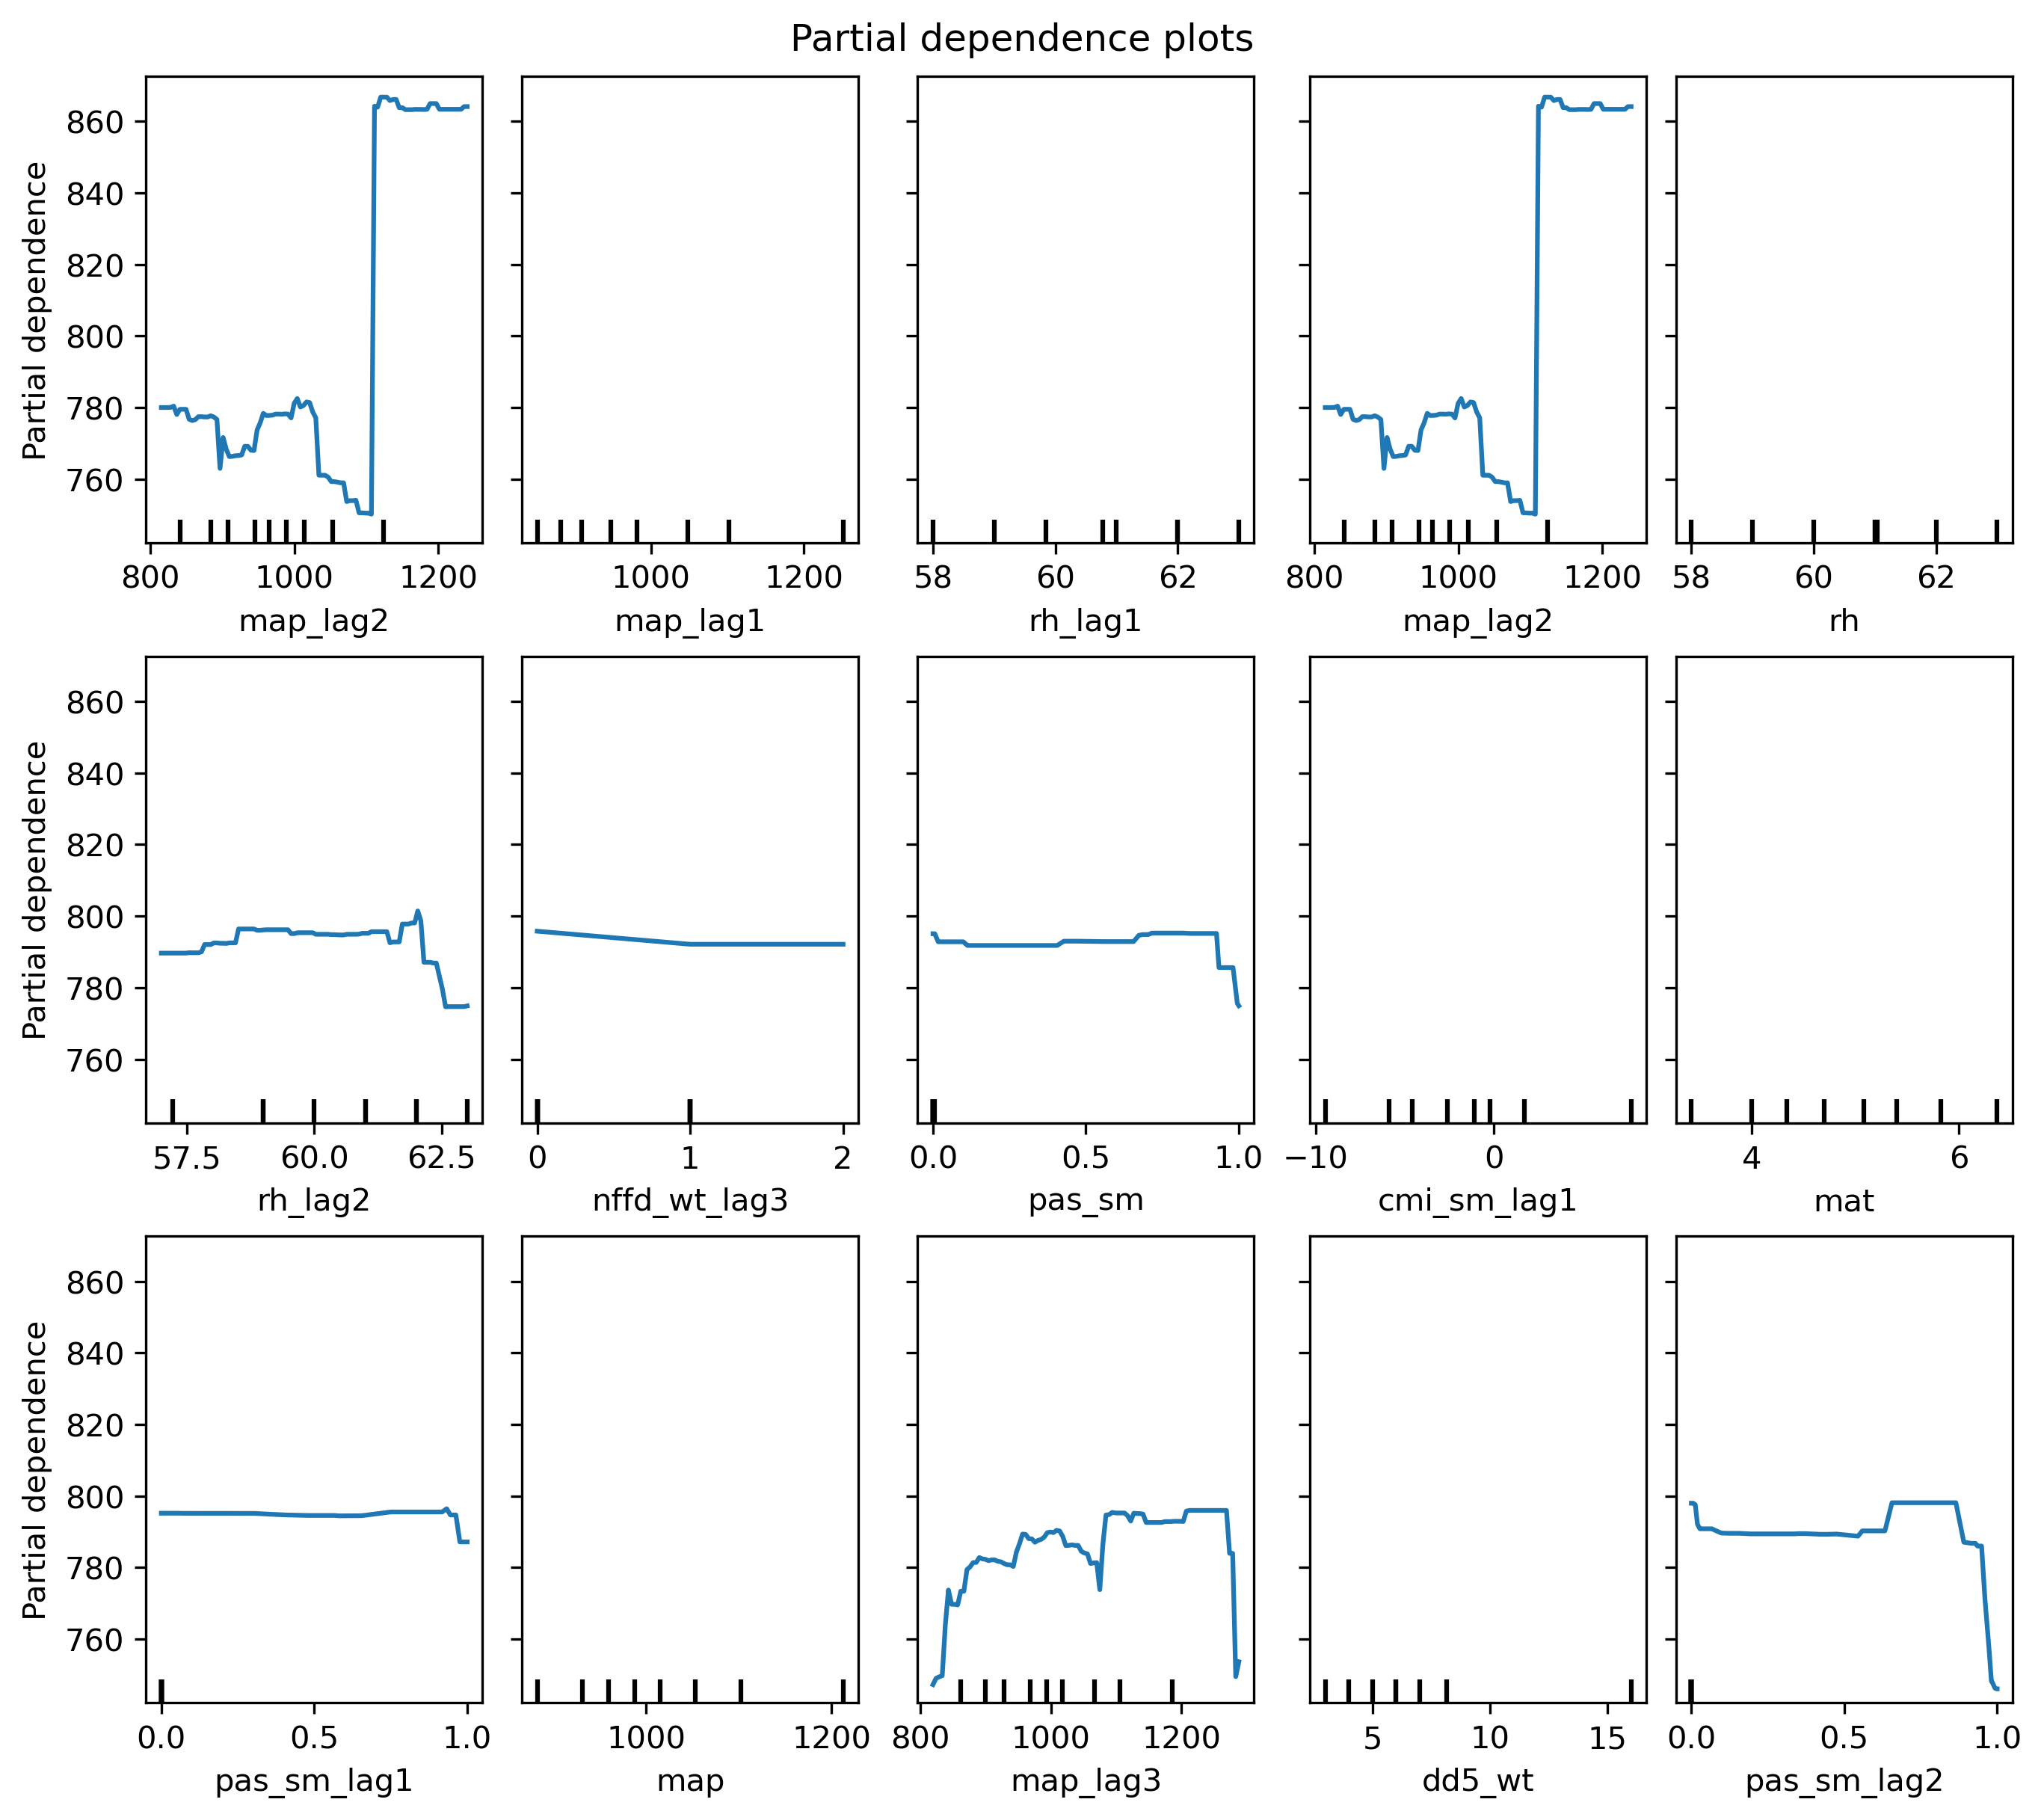 Partial dependence plots
Partial dependence
860
840
820
800
780
760
800 1000 1200
map_lag2
1000 1200
map_lag1
58 60 62
rh_lag1
800 1000 1200
map_lag2
58 60 62
rh
Partial dependence
860
840
820
800
780
760
57.5 60.0 62.5
rh_lag2
0 1 2
nffd_wt_lag3
0.0 0.5 1.0
pas_sm
−10 0
cmi_sm_lag1
4 6
mat
Partial dependence
860
840
820
800
780
760
0.0 0.5 1.0
pas_sm_lag1
1000 1200
map
800 1000 1200
map_lag3
5 10 15
dd5_wt
0.0 0.5 1.0
pas_sm_lag2